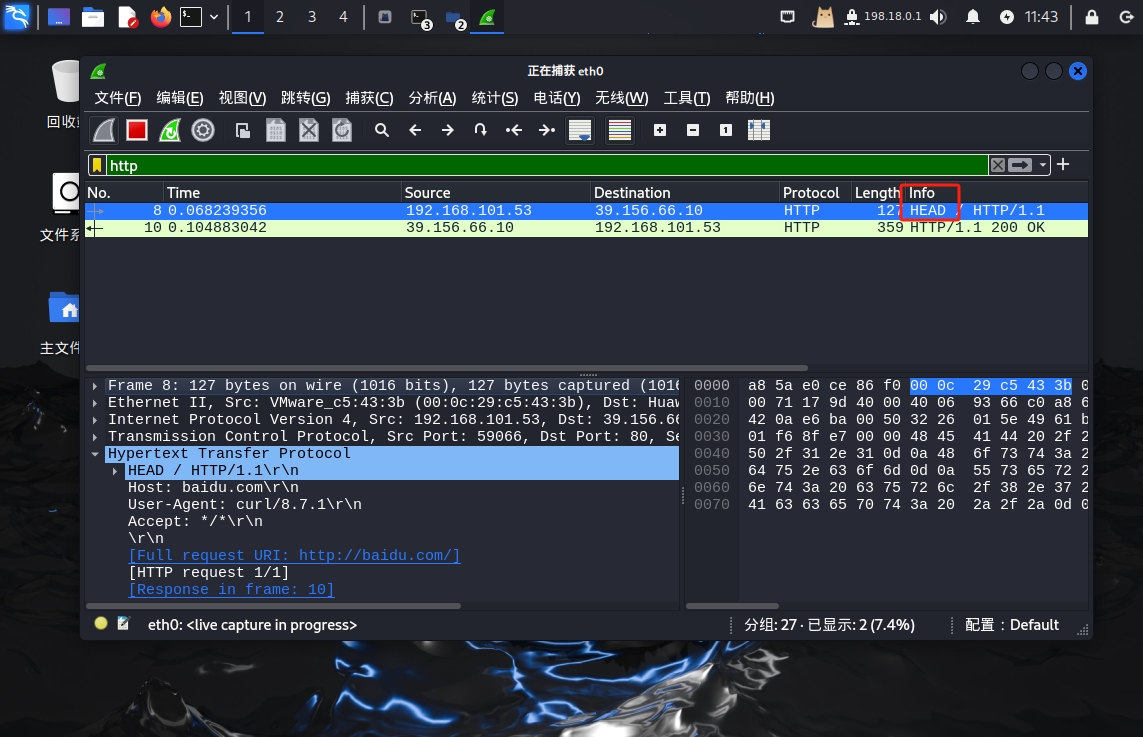 1 2 3 4 3 2 198.18.0.1 11:43
正在捕获 eth0
文件(F) 编辑(E) 视图(V) 跳转(G) 捕获(C) 分析(A) 统计(S) 电话(Y) 无线(W) 工具(T) 帮助(H)
回收
文件系
主文件
http
No. Time Source Destination Protocol Length Info
8 0.068239356 192.168.101.53 39.156.66.10 HTTP 127 HEAD / HTTP/1.1
10 0.104883042 39.156.66.10 192.168.101.53 HTTP 359 HTTP/1.1 200 OK
Frame 8: 127 bytes on wire (1016 bits), 127 bytes captured (1016
Ethernet II, Src: VMware_c5:43:3b (00:0c:29:c5:43:3b), Dst: Huaw
Internet Protocol Version 4, Src: 192.168.101.53, Dst: 39.156.66
Transmission Control Protocol, Src Port: 59066, Dst Port: 80, Se
Hypertext Transfer Protocol
HEAD / HTTP/1.1\r\n
Host: baidu.com\r\n
User-Agent: curl/8.7.1\r\n
Accept: */*\r\n
\r\n
[Full request URI: http://baidu.com/]
[HTTP request 1/1]
[Response in frame: 10]
0000 a8 5a e0 ce 86 f0 00 0c 29 c5 43 3b 0
0010 00 71 17 9d 40 00 40 06 93 66 c0 a8 6
0020 42 0a e6 ba 00 50 32 26 01 5e 49 61 b
0030 01 f6 8f e7 00 00 48 45 41 44 20 2f 2
0040 50 2f 31 2e 31 0d 0a 48 6f 73 74 3a 2
0050 64 75 2e 63 6f 6d 0d 0a 55 73 65 72 2
0060 6e 74 3a 20 63 75 72 6c 2f 38 2e 37 2
0070 41 63 63 65 70 74 3a 20 2a 2f 2a 0d 0
eth0: <live capture in progress>
分组: 27 · 已显示: 2 (7.4%)
配置：Default